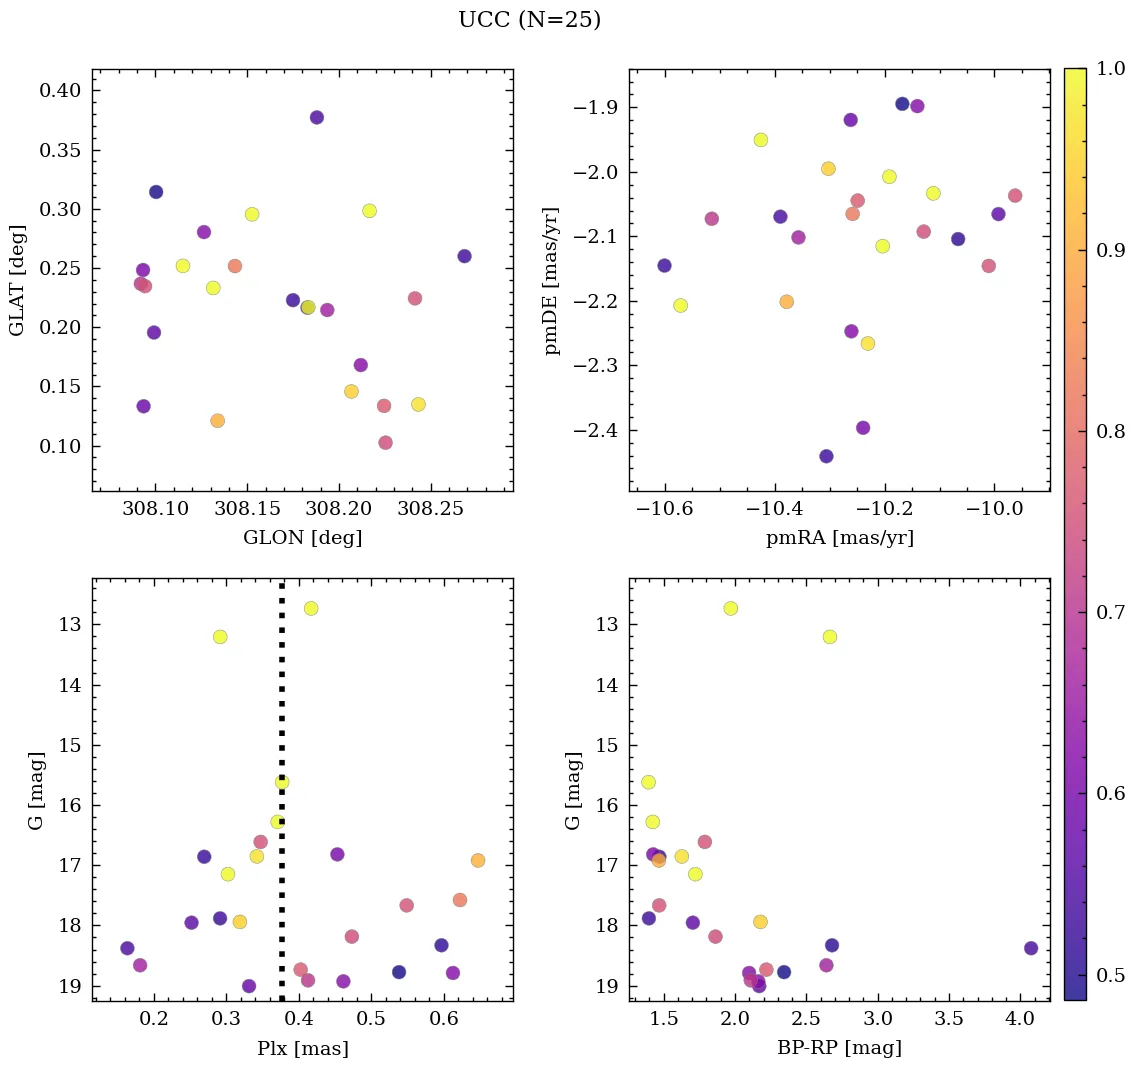 UCC (N=25)
0.40
0.35
0.30
0.25
0.20
0.15
0.10
GLAT [deg]
308.10 308.15 308.20 308.25
GLON [deg]
−1.9
−2.0
−2.1
−2.2
−2.3
−2.4
pmDE [mas/yr]
−10.6 −10.4 −10.2 −10.0
pmRA [mas/yr]
13
14
15
16
17
18
19
G [mag]
0.2 0.3 0.4 0.5 0.6
Plx [mas]
13
14
15
16
17
18
19
G [mag]
1.5 2.0 2.5 3.0 3.5 4.0
BP-RP [mag]
1.0
0.9
0.8
0.7
0.6
0.5